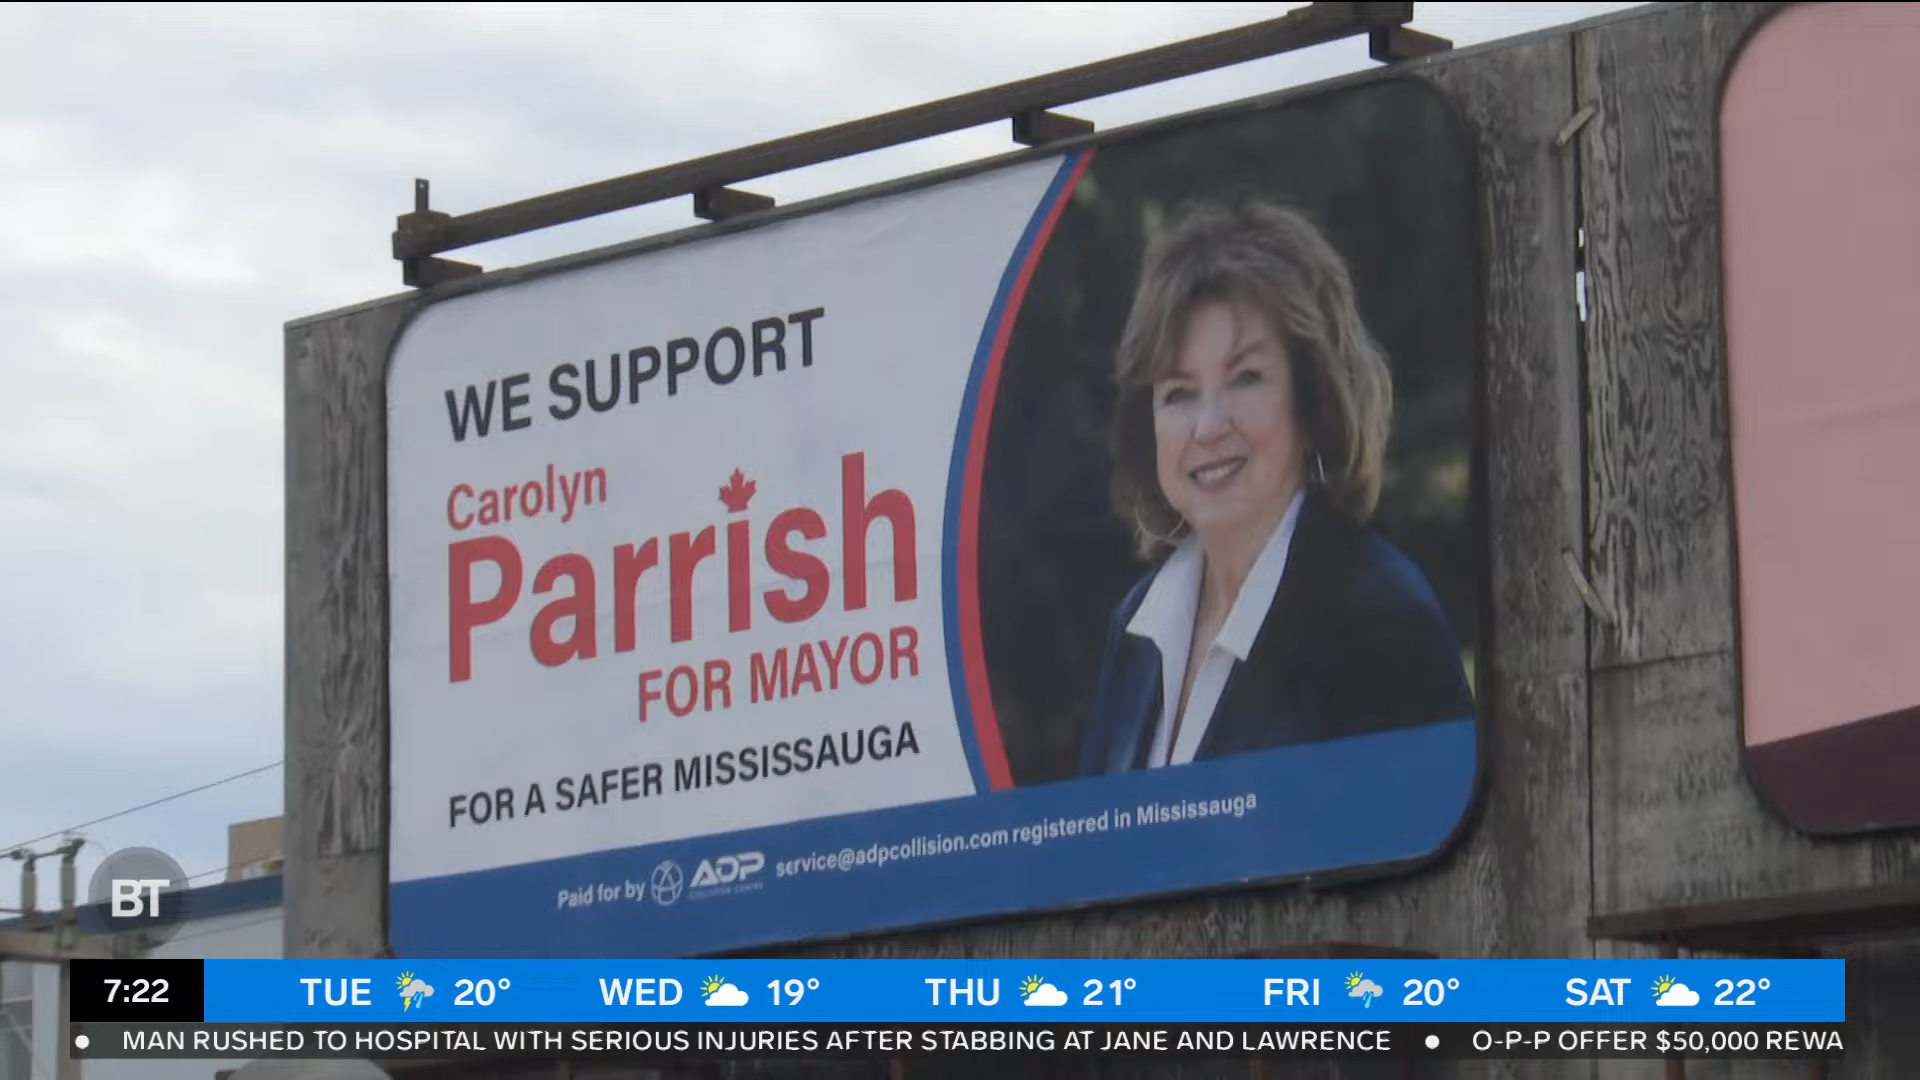 WE SUPPORT
Carolyn
Parrish
FOR MAYOR
FOR A SAFER MISSISSAUGA
Paid for by ADP COLLISION CENTRE service@adpcollision.com registered in Mississauga
BT
7:22 TUE 20° WED 19° THU 21° FRI 20° SAT 22°
• MAN RUSHED TO HOSPITAL WITH SERIOUS INJURIES AFTER STABBING AT JANE AND LAWRENCE • O-P-P OFFER $50,000 REWA